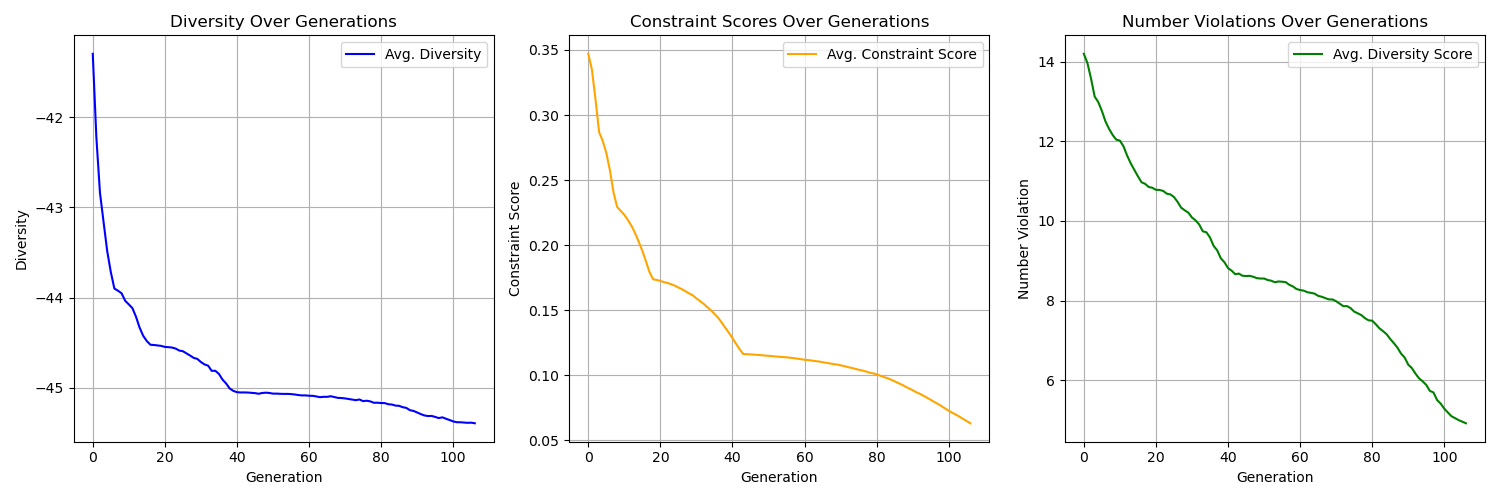 Diversity Over Generations
Avg. Diversity
−42
−43
−44
−45
Diversity
0 20 40 60 80 100
Generation
Constraint Scores Over Generations
Avg. Constraint Score
0.35
0.30
0.25
0.20
0.15
0.10
0.05
Constraint Score
0 20 40 60 80 100
Generation
Number Violations Over Generations
Avg. Diversity Score
14
12
10
8
6
Number Violation
0 20 40 60 80 100
Generation